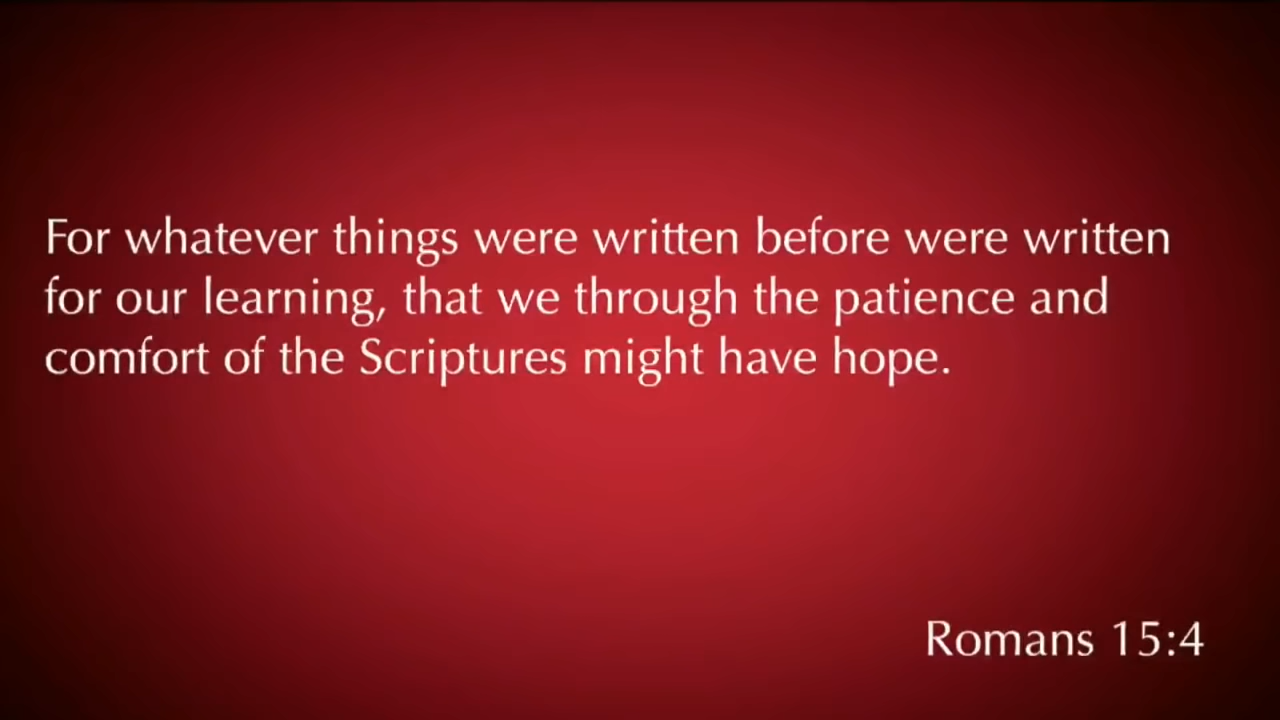 For whatever things were written before were written
for our learning, that we through the patience and
comfort of the Scriptures might have hope.
Romans 15:4